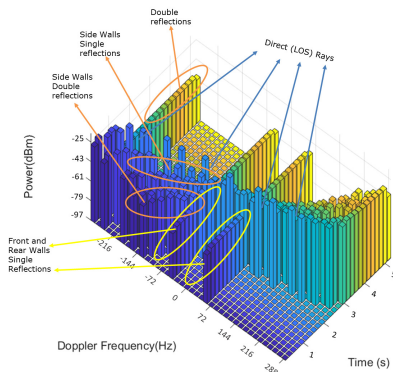 Double
reflections
Side Walls
Single
reflections
Direct (LOS) Rays
Side Walls
Double
reflections
Power(dBm)
-25
-43
-61
-79
-97
Front and
Rear Walls
Single
Reflections
-216
-144
-72
0
72
144
216
288
Doppler Frequency(Hz)
1
2
3
4
5
Time (s)